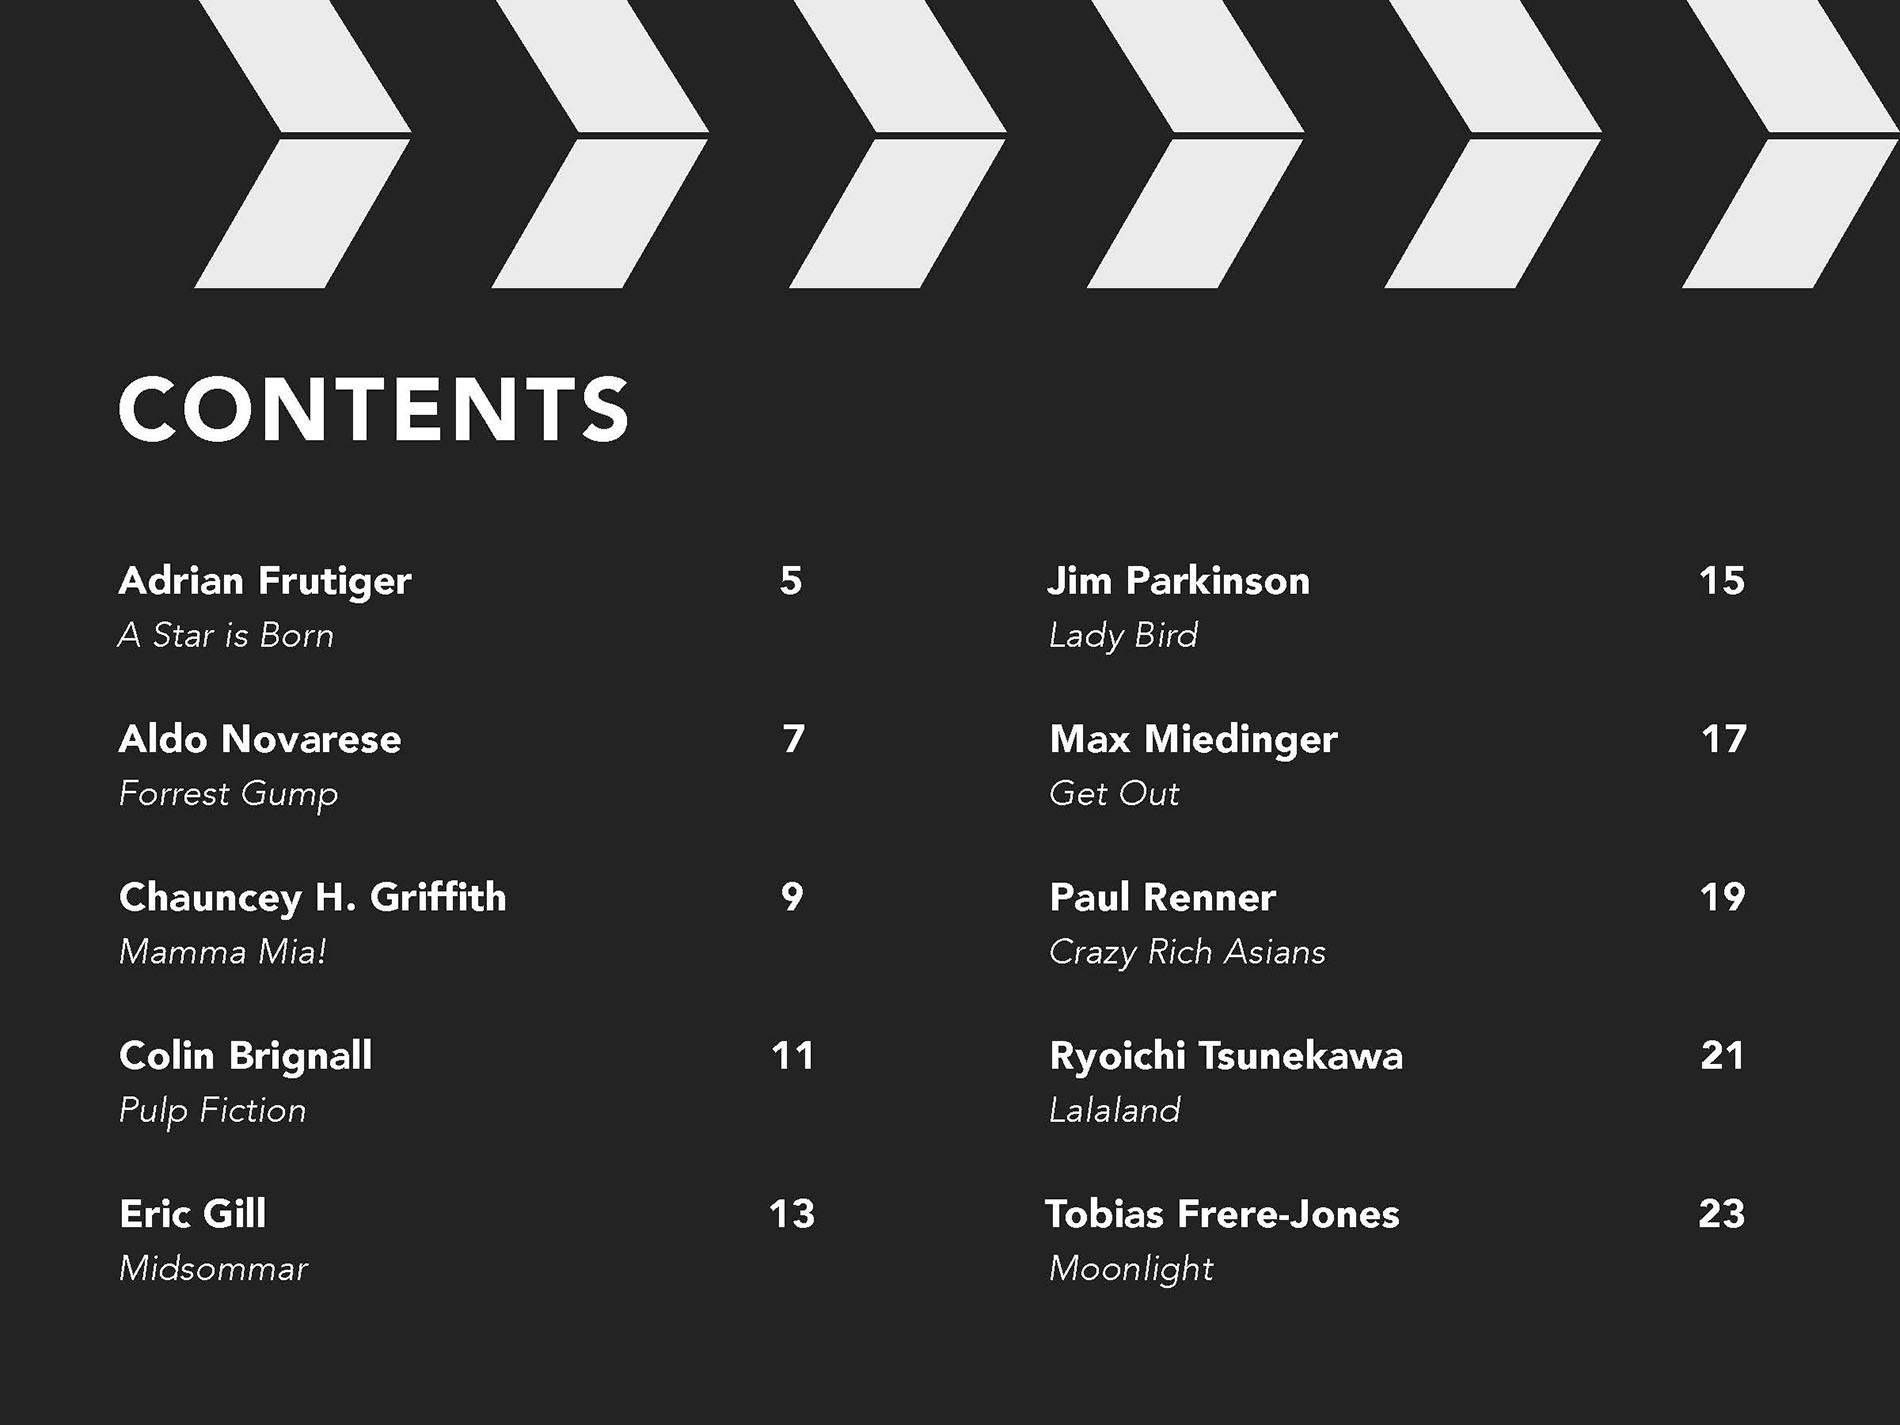 CONTENTS
Adrian Frutiger 5
A Star is Born
Aldo Novarese 7
Forrest Gump
Chauncey H. Griffith 9
Mamma Mia!
Colin Brignall 11
Pulp Fiction
Eric Gill 13
Midsommar
Jim Parkinson 15
Lady Bird
Max Miedinger 17
Get Out
Paul Renner 19
Crazy Rich Asians
Ryoichi Tsunekawa 21
Lalaland
Tobias Frere-Jones 23
Moonlight